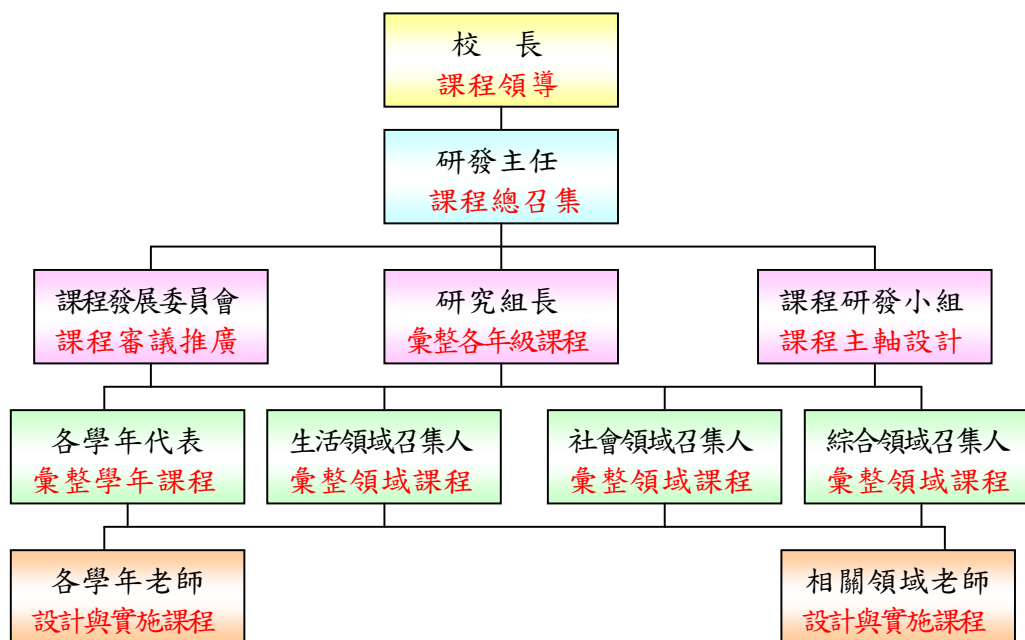 校 長
課程領導
研發主任
課程總召集
課程發展委員會
課程審議推廣
研究組長
彙整各年級課程
課程研發小組
課程主軸設計
各學年代表
彙整學年課程
生活領域召集人
彙整領域課程
社會領域召集人
彙整領域課程
綜合領域召集人
彙整領域課程
各學年老師
設計與實施課程
相關領域老師
設計與實施課程